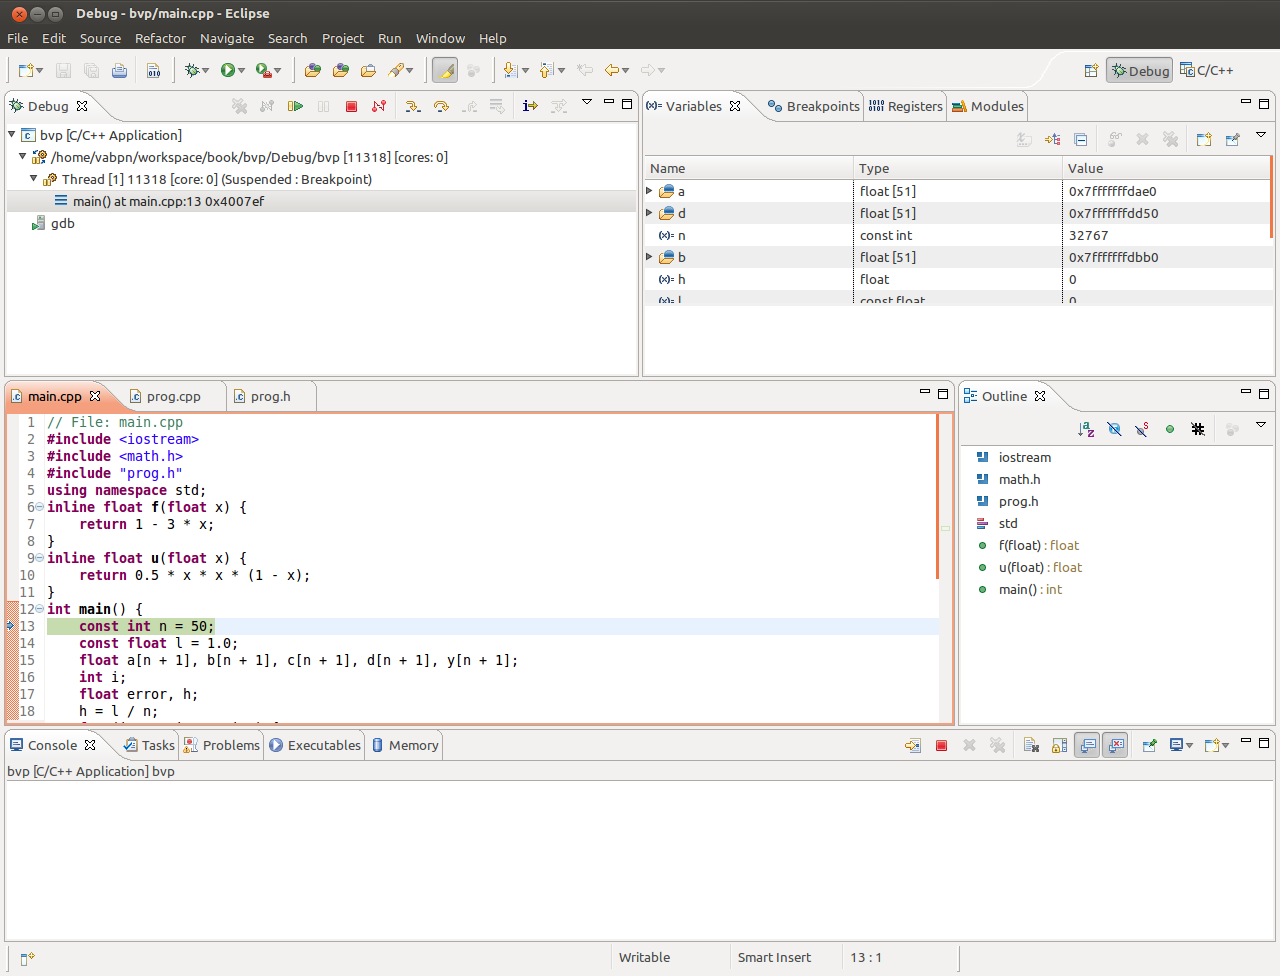 Debug - bvp/main.cpp - Eclipse
File Edit Source Refactor Navigate Search Project Run Window Help
Debug C/C++
Debug
bvp [C/C++ Application]
/home/vabpn/workspace/book/bvp/Debug/bvp [11318] [cores: 0]
Thread [1] 11318 [core: 0] (Suspended : Breakpoint)
main() at main.cpp:13 0x4007ef
gdb
(x)= Variables Breakpoints Registers Modules
Name Type Value
a float [51] 0x7fffffffdae0
d float [51] 0x7fffffffdd50
(x)= n const int 32767
b float [51] 0x7fffffffdbb0
(x)= h float 0
(x)= l const float 0
main.cpp prog.cpp prog.h
1 // File: main.cpp
2 #include <iostream>
3 #include <math.h>
4 #include "prog.h"
5 using namespace std;
6 inline float f(float x) {
7 return 1 - 3 * x;
8 }
9 inline float u(float x) {
10 return 0.5 * x * x * (1 - x);
11 }
12 int main() {
13 const int n = 50;
14 const float l = 1.0;
15 float a[n + 1], b[n + 1], c[n + 1], d[n + 1], y[n + 1];
16 int i;
17 float error, h;
18 h = l / n;
Outline
iostream
math.h
prog.h
std
f(float) : float
u(float) : float
main() : int
Console Tasks Problems Executables Memory
bvp [C/C++ Application] bvp
Writable Smart Insert 13 : 1